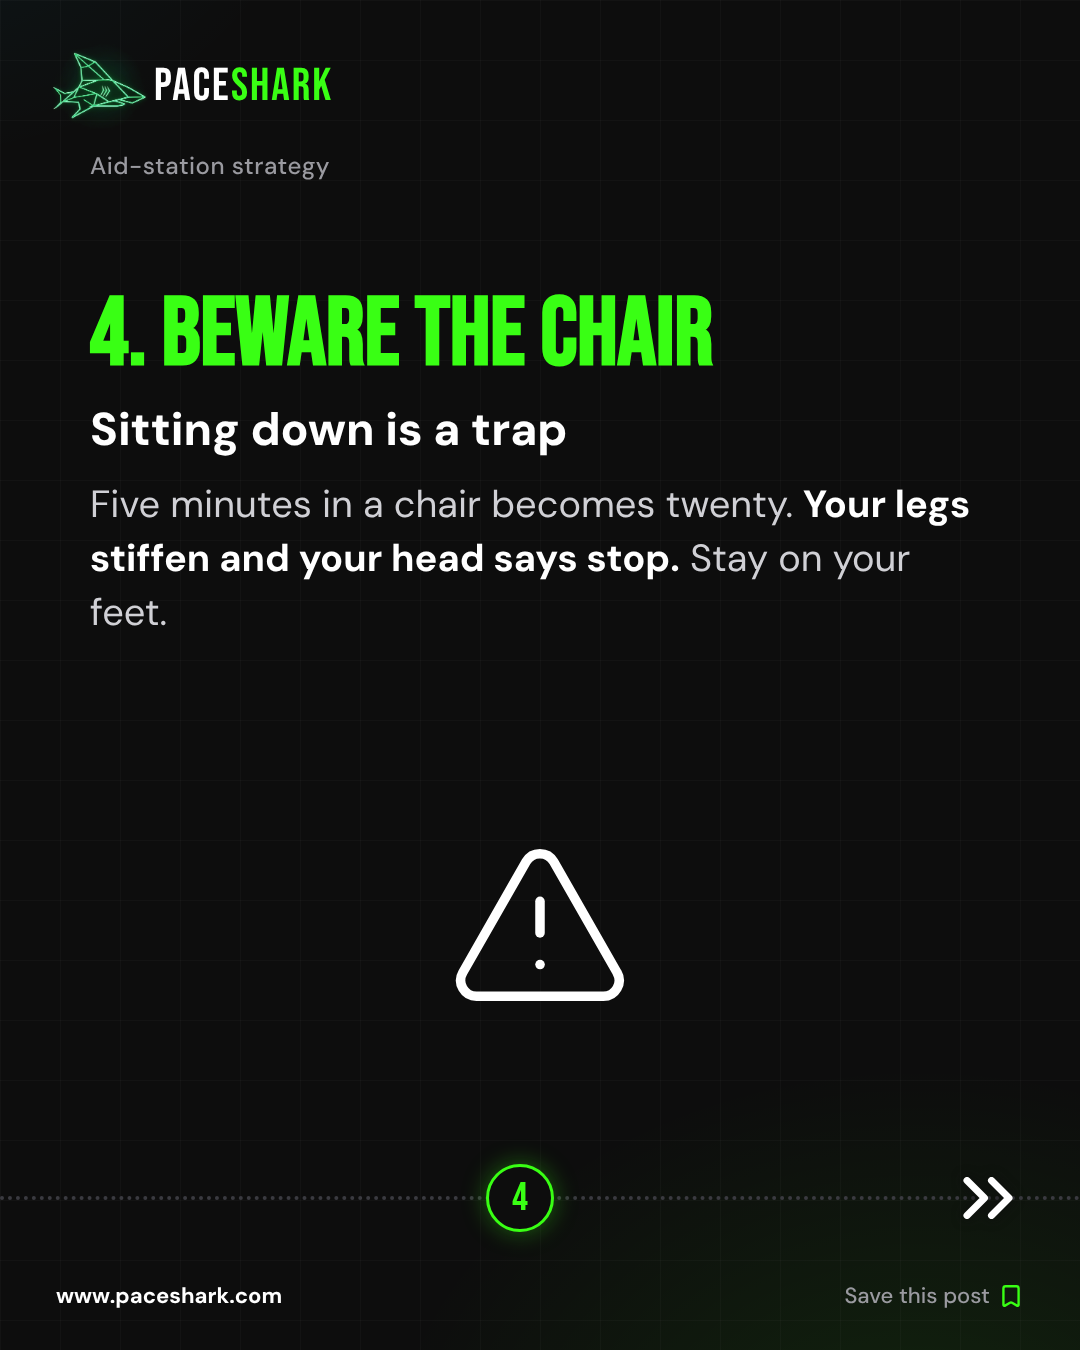 PACESHARK
Aid-station strategy
4. BEWARE THE CHAIR
Sitting down is a trap
Five minutes in a chair becomes twenty. Your legs
stiffen and your head says stop. Stay on your
feet.
4
www.paceshark.com
Save this post